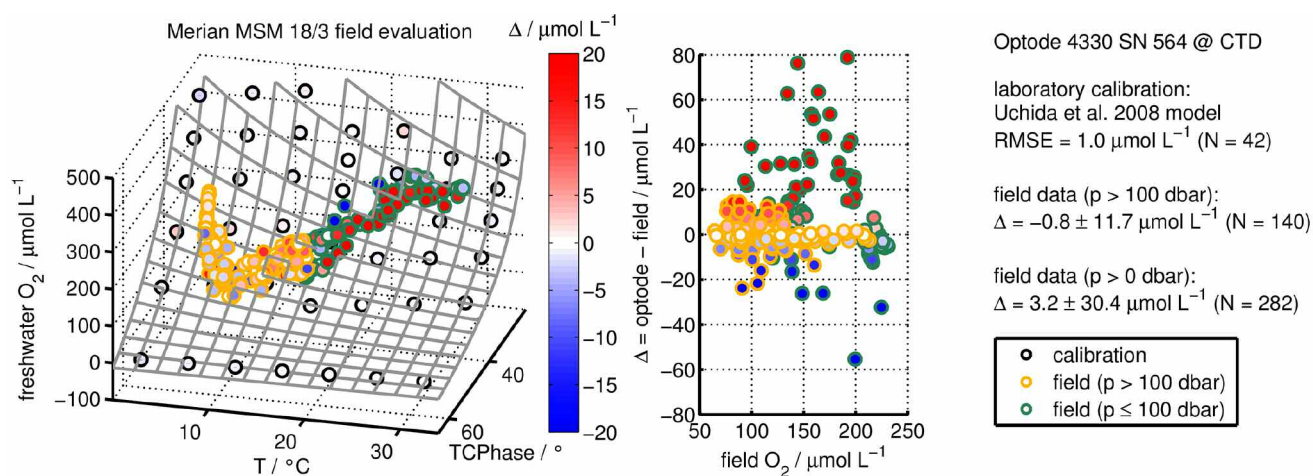 Merian MSM 18/3 field evaluation
Δ / μmol L⁻¹
500
400
300
200
100
0
−100
freshwater O₂ / μmol L⁻¹
10
20
30
T / °C
40
60
TCPhase / °
20
15
10
5
0
−5
−10
−15
−20
80
60
40
20
0
−20
−40
−60
−80
Δ = optode − field / μmol L⁻¹
50
100
150
200
250
field O₂ / μmol L⁻¹
Optode 4330 SN 564 @ CTD
laboratory calibration:
Uchida et al. 2008 model
RMSE = 1.0 μmol L⁻¹ (N = 42)
field data (p > 100 dbar):
Δ = −0.8 ± 11.7 μmol L⁻¹ (N = 140)
field data (p > 0 dbar):
Δ = 3.2 ± 30.4 μmol L⁻¹ (N = 282)
calibration
field (p > 100 dbar)
field (p ≤ 100 dbar)